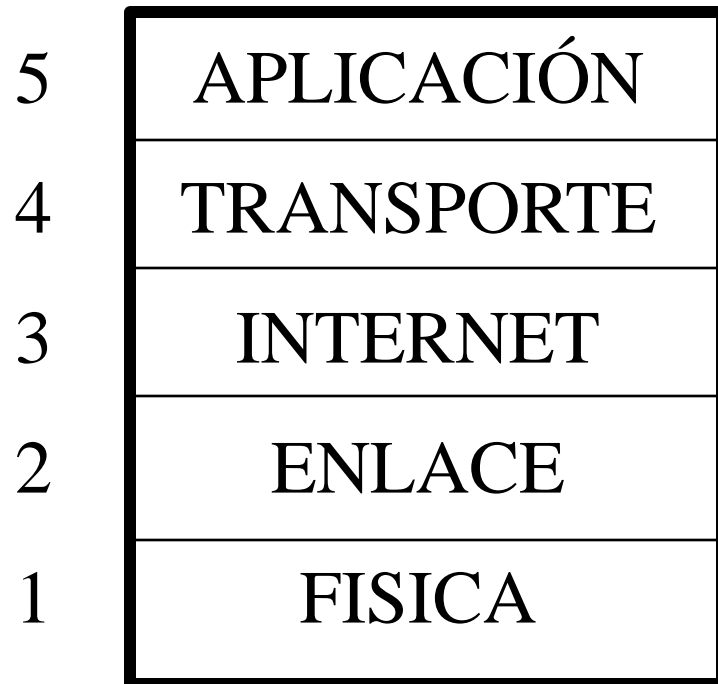 5 APLICACIÓN
4 TRANSPORTE
3 INTERNET
2 ENLACE
1 FISICA